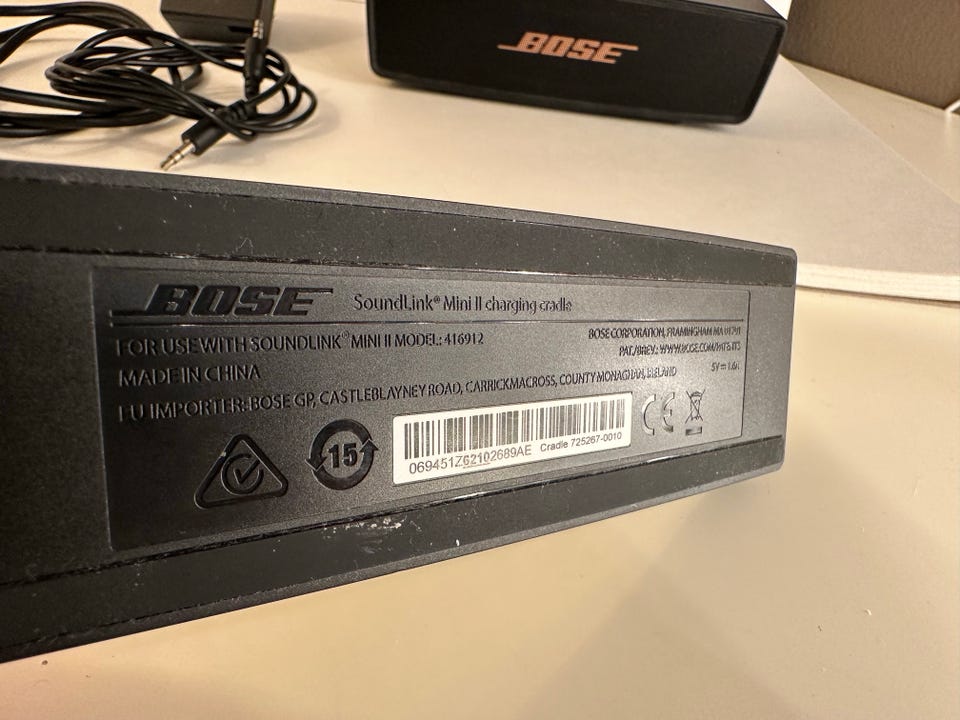 BOSE
BOSE SoundLink® Mini II charging cradle
FOR USE WITH SOUNDLINK® MINI II MODEL: 416912
BOSE CORPORATION, FRAMINGHAM MA 01701
MADE IN CHINA
PAT./BREV.: WWW.BOSE.COM/PATENTS
5V ⎓ 1.6A
EU IMPORTER: BOSE GP, CASTLEBLAYNEY ROAD, CARRICKMACROSS, COUNTY MONAGHAN, IRELAND
15
069451Z62102689AE Cradle 725267-0010
CE